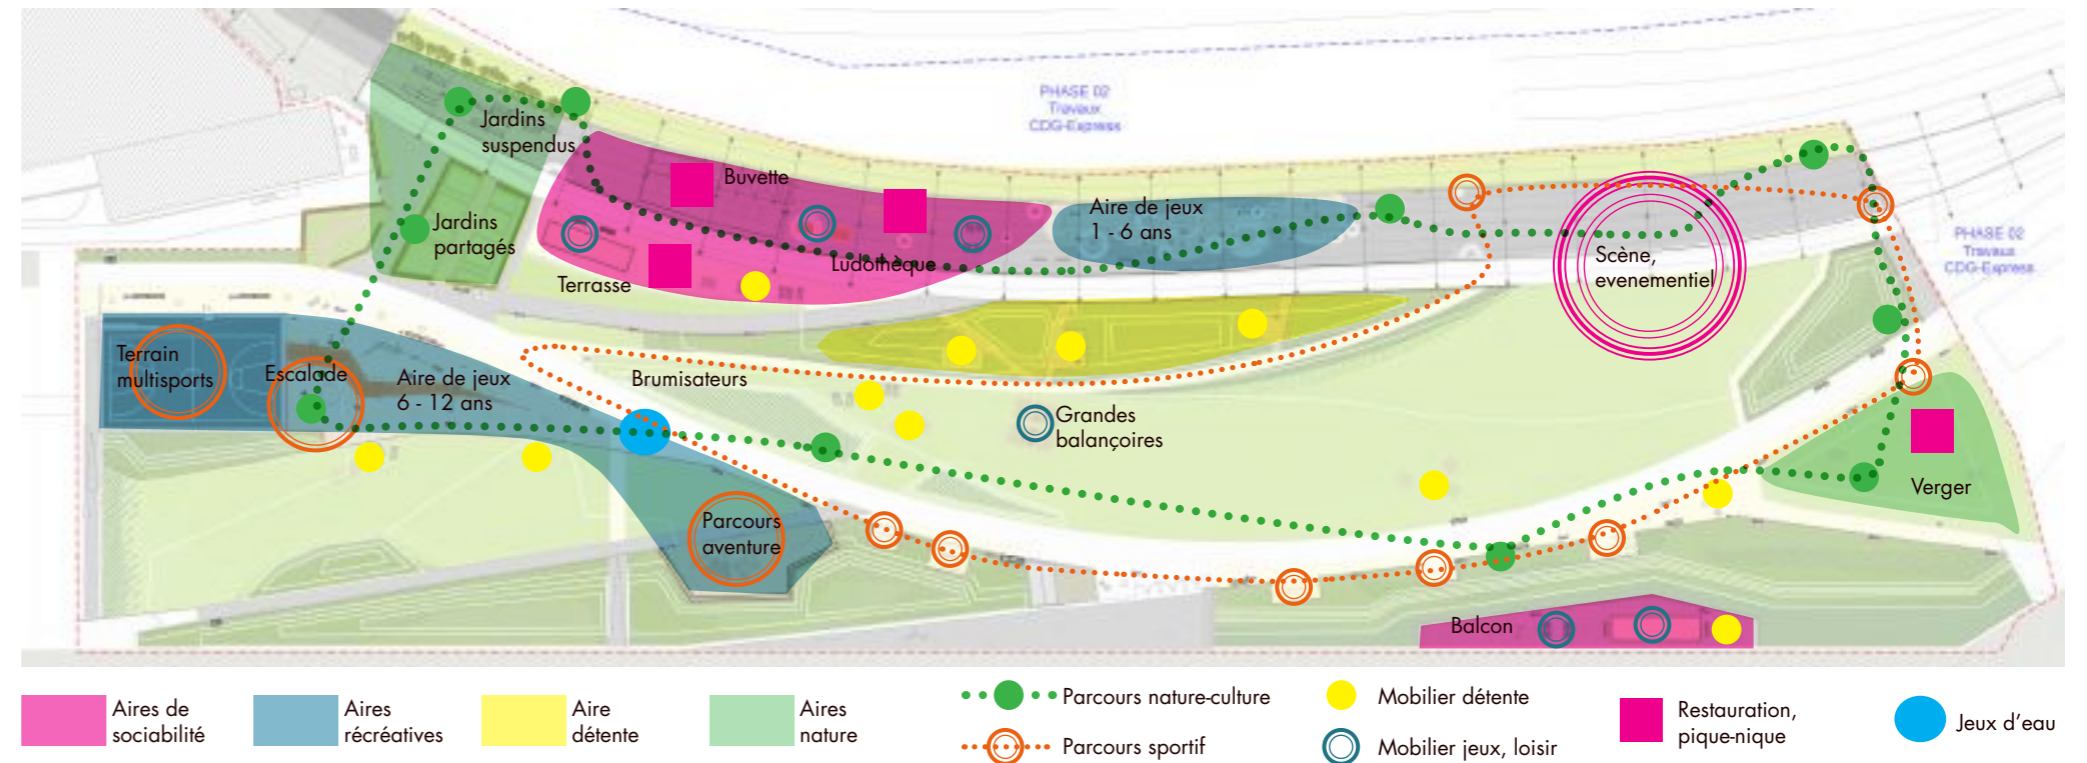 PHASE 02
Travaux
CDG-Express
Jardins
suspendus
Buvette
Aire de jeux
1 - 6 ans
Jardins
partagés
PHASE 02
Travaux
CDG-Express
Ludothèque
Scène,
evenementiel
Terrasse
Terrain
multisports
Escalade
Aire de jeux
6 - 12 ans
Brumisateurs
Grandes
balançoires
Verger
Parcours
aventure
Balcon
Aires de
sociabilité
Aires
récréatives
Aire
détente
Aires
nature
Parcours nature-culture
Parcours sportif
Mobilier détente
Mobilier jeux, loisir
Restauration,
pique-nique
Jeux d'eau